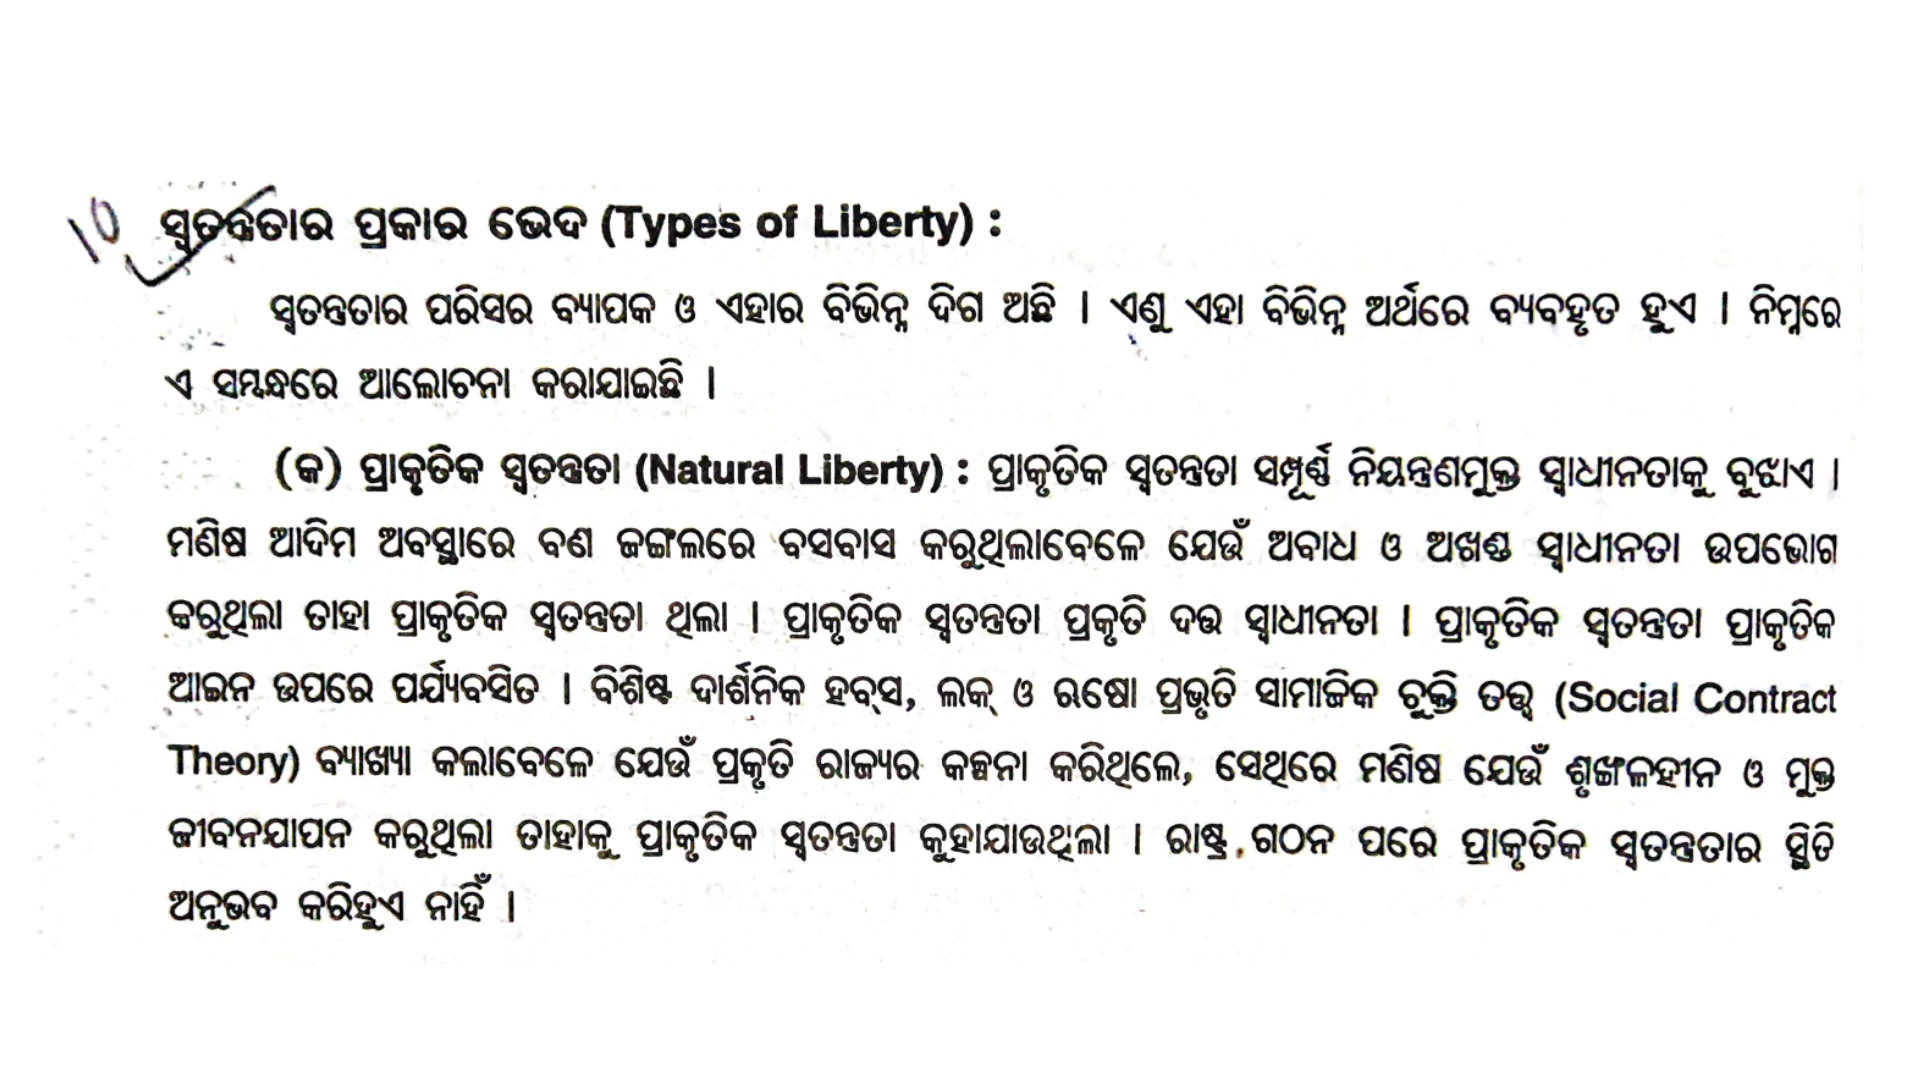 ୧୦ ସ୍ୱତନ୍ତ୍ରତାର ପ୍ରକାର ଭେଦ (Types of Liberty) :
ସ୍ୱତନ୍ତ୍ରତାର ପରିସର ବ୍ୟାପକ ଓ ଏହାର ବିଭିନ୍ନ ଦିଗ ଅଛି । ଏଣୁ ଏହା ବିଭିନ୍ନ ଅର୍ଥରେ ବ୍ୟବହୃତ ହୁଏ । ନିମ୍ନରେ
ଏ ସମ୍ବନ୍ଧରେ ଆଲୋଚନା କରାଯାଇଛି ।
(କ) ପ୍ରାକୃତିକ ସ୍ୱତନ୍ତ୍ରତା (Natural Liberty) : ପ୍ରାକୃତିକ ସ୍ୱତନ୍ତ୍ରତା ସମ୍ପୂର୍ଣ୍ଣ ନିୟନ୍ତ୍ରଣମୁକ୍ତ ସ୍ୱାଧୀନତାକୁ ବୁଝାଏ ।
ମଣିଷ ଆଦିମ ଅବସ୍ଥାରେ ବଣ ଜଙ୍ଗଲରେ ବସବାସ କରୁଥିଲାବେଳେ ଯେଉଁ ଅବାଧ ଓ ଅଖଣ୍ଡ ସ୍ୱାଧୀନତା ଉପଭୋଗ
କରୁଥିଲା ତାହା ପ୍ରାକୃତିକ ସ୍ୱତନ୍ତ୍ରତା ଥିଲା । ପ୍ରାକୃତିକ ସ୍ୱତନ୍ତ୍ରତା ପ୍ରକୃତି ଦତ୍ତ ସ୍ୱାଧୀନତା । ପ୍ରାକୃତିକ ସ୍ୱତନ୍ତ୍ରତା ପ୍ରାକୃତିକ
ଆଇନ ଉପରେ ପର୍ଯ୍ୟବସିତ । ବିଶିଷ୍ଟ ଦାର୍ଶନିକ ହବ୍‌ସ, ଲକ୍ ଓ ଋଷୋ ପ୍ରଭୃତି ସାମାଜିକ ଚୁକ୍ତି ତତ୍ତ୍ୱ (Social Contract
Theory) ବ୍ୟାଖ୍ୟା କଲାବେଳେ ଯେଉଁ ପ୍ରକୃତି ରାଜ୍ୟର କଳ୍ପନା କରିଥିଲେ, ସେଥିରେ ମଣିଷ ଯେଉଁ ଶୃଙ୍ଖଳହୀନ ଓ ମୁକ୍ତ
ଜୀବନଯାପନ କରୁଥିଲା ତାହାକୁ ପ୍ରାକୃତିକ ସ୍ୱତନ୍ତ୍ରତା କୁହାଯାଉଥିଲା । ରାଷ୍ଟ୍ର ଗଠନ ପରେ ପ୍ରାକୃତିକ ସ୍ୱତନ୍ତ୍ରତାର ସ୍ଥିତି
ଅନୁଭବ କରିହୁଏ ନାହିଁ ।